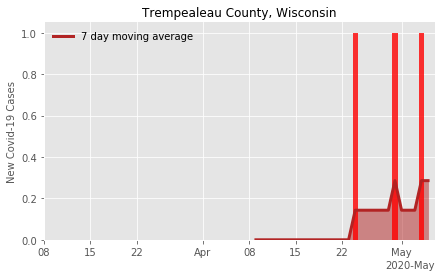 Trempealeau County, Wisconsin
7 day moving average
New Covid-19 Cases
1.0
0.8
0.6
0.4
0.2
0.0
08 15 22 Apr 08 15 22 May
2020-May